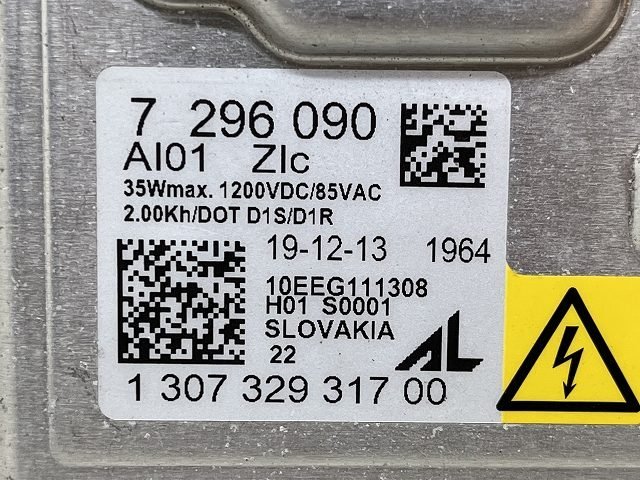 7 296 090
AI01 ZIc
35Wmax. 1200VDC/85VAC
2.00Kh/DOT D1S/D1R
19-12-13 1964
10EEG111308
H01 S0001
SLOVAKIA
22
AL
1 307 329 317 00